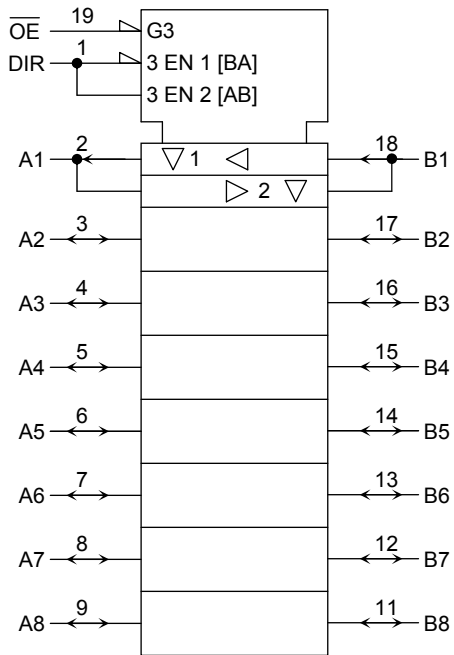 O̅E̅ 19 G3
DIR 1 3 EN 1 [BA]
3 EN 2 [AB]
A1 2 1 18 B1
2
A2 3 17 B2
A3 4 16 B3
A4 5 15 B4
A5 6 14 B5
A6 7 13 B6
A7 8 12 B7
A8 9 11 B8